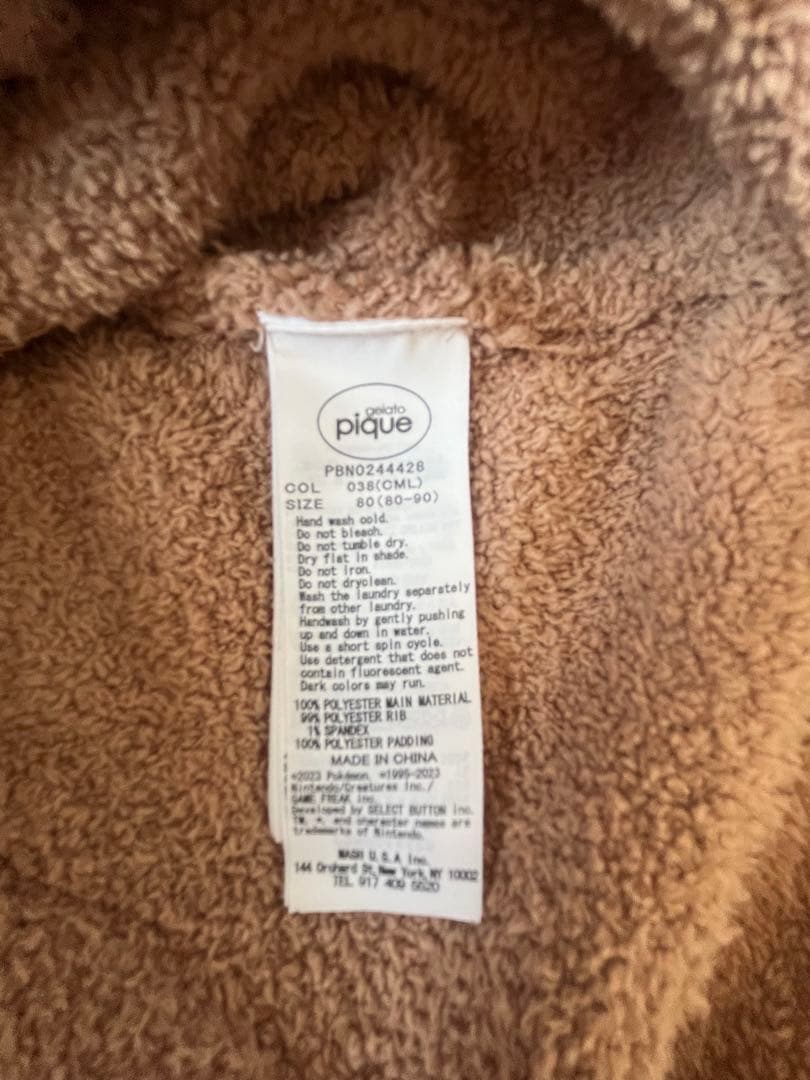 gelato
pique
PBN0244428
COL 038(CML)
SIZE 80(80-90)
Hand wash cold.
Do not bleach.
Do not tumble dry.
Dry flat in shade.
Do not iron.
Do not dryclean.
Wash the laundry separately
from other laundry.
Handwash by gently pushing
up and down in water.
Use a short spin cycle.
Use detergent that does not
contain fluorescent agent.
Dark colors may run.
100% POLYESTER MAIN MATERIAL
99% POLYESTER RIB
1% SPANDEX
100% POLYESTER PADDING
MADE IN CHINA
©2023 Pokémon. ©1995-2023
Nintendo/Creatures Inc./
GAME FREAK inc.
Developed by SELECT BUTTON inc.
TM, ®, and character names are
trademarks of Nintendo.
MASH U.S.A Inc.
144 Orchard St, New York, NY 10002
TEL 917 409 5520